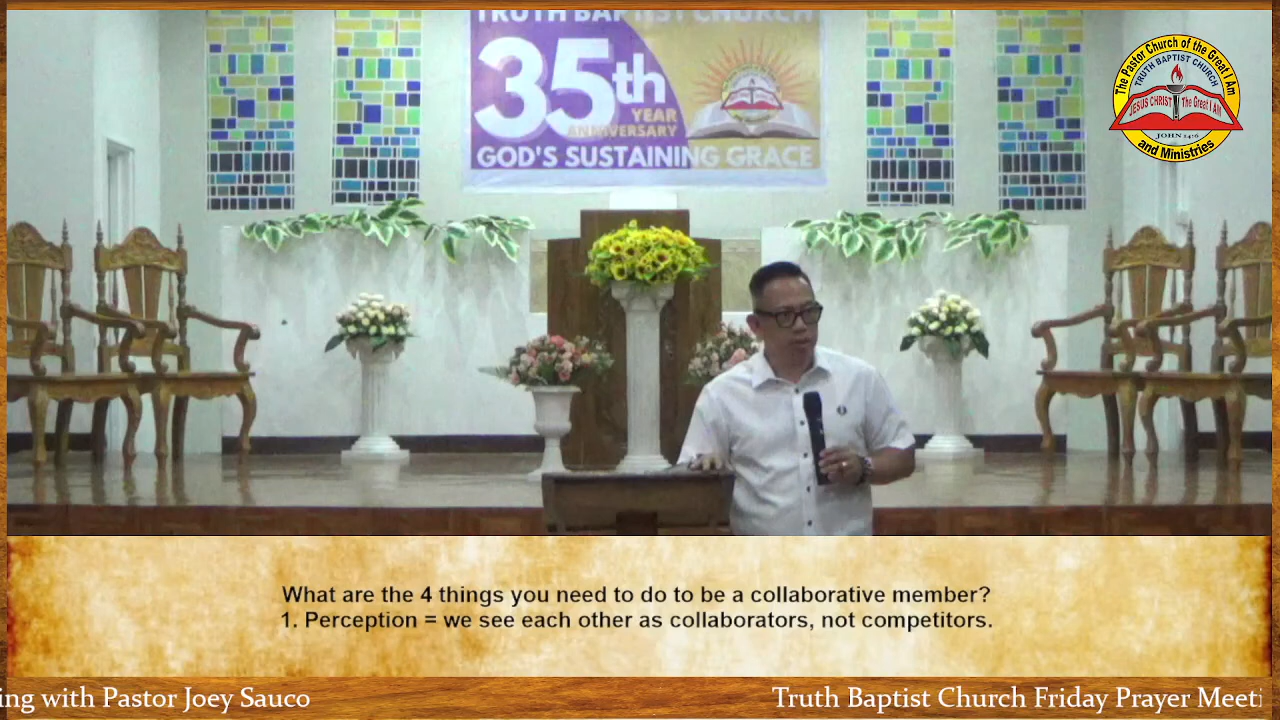 TRUTH BAPTIST CHURCH
35th
YEAR
ANNIVERSARY
GOD'S SUSTAINING GRACE
The Pastor Church of the Great I Am
TRUTH BAPTIST CHURCH
JESUS CHRIST The Great I AM
JOHN 14:6
and Ministries
What are the 4 things you need to do to be a collaborative member?
1. Perception = we see each other as collaborators, not competitors.
ing with Pastor Joey Sauco
Truth Baptist Church Friday Prayer Meeti